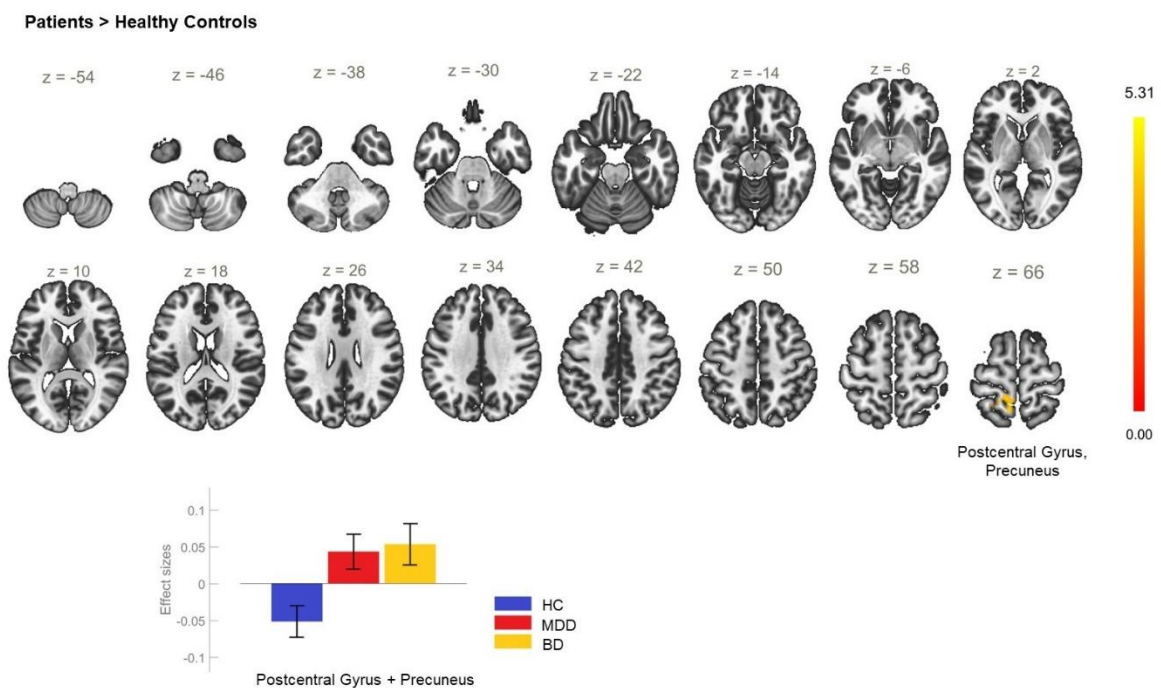 Patients > Healthy Controls
z = -54
z = -46
z = -38
z = -30
z = -22
z = -14
z = -6
z = 2
5.31
z = 10
z = 18
z = 26
z = 34
z = 42
z = 50
z = 58
z = 66
0.00
Postcentral Gyrus,
Precuneus
Effect sizes
0.1
0.05
0
-0.05
-0.1
HC
MDD
BD
Postcentral Gyrus + Precuneus